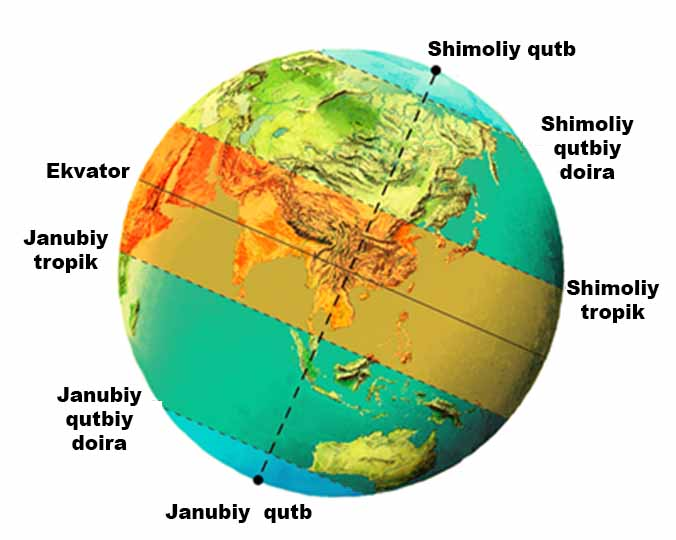 Shimoliy qutb
Shimoliy
qutbiy
doira
Ekvator
Janubiy
tropik
Shimoliy
tropik
Janubiy
qutbiy
doira
Janubiy qutb